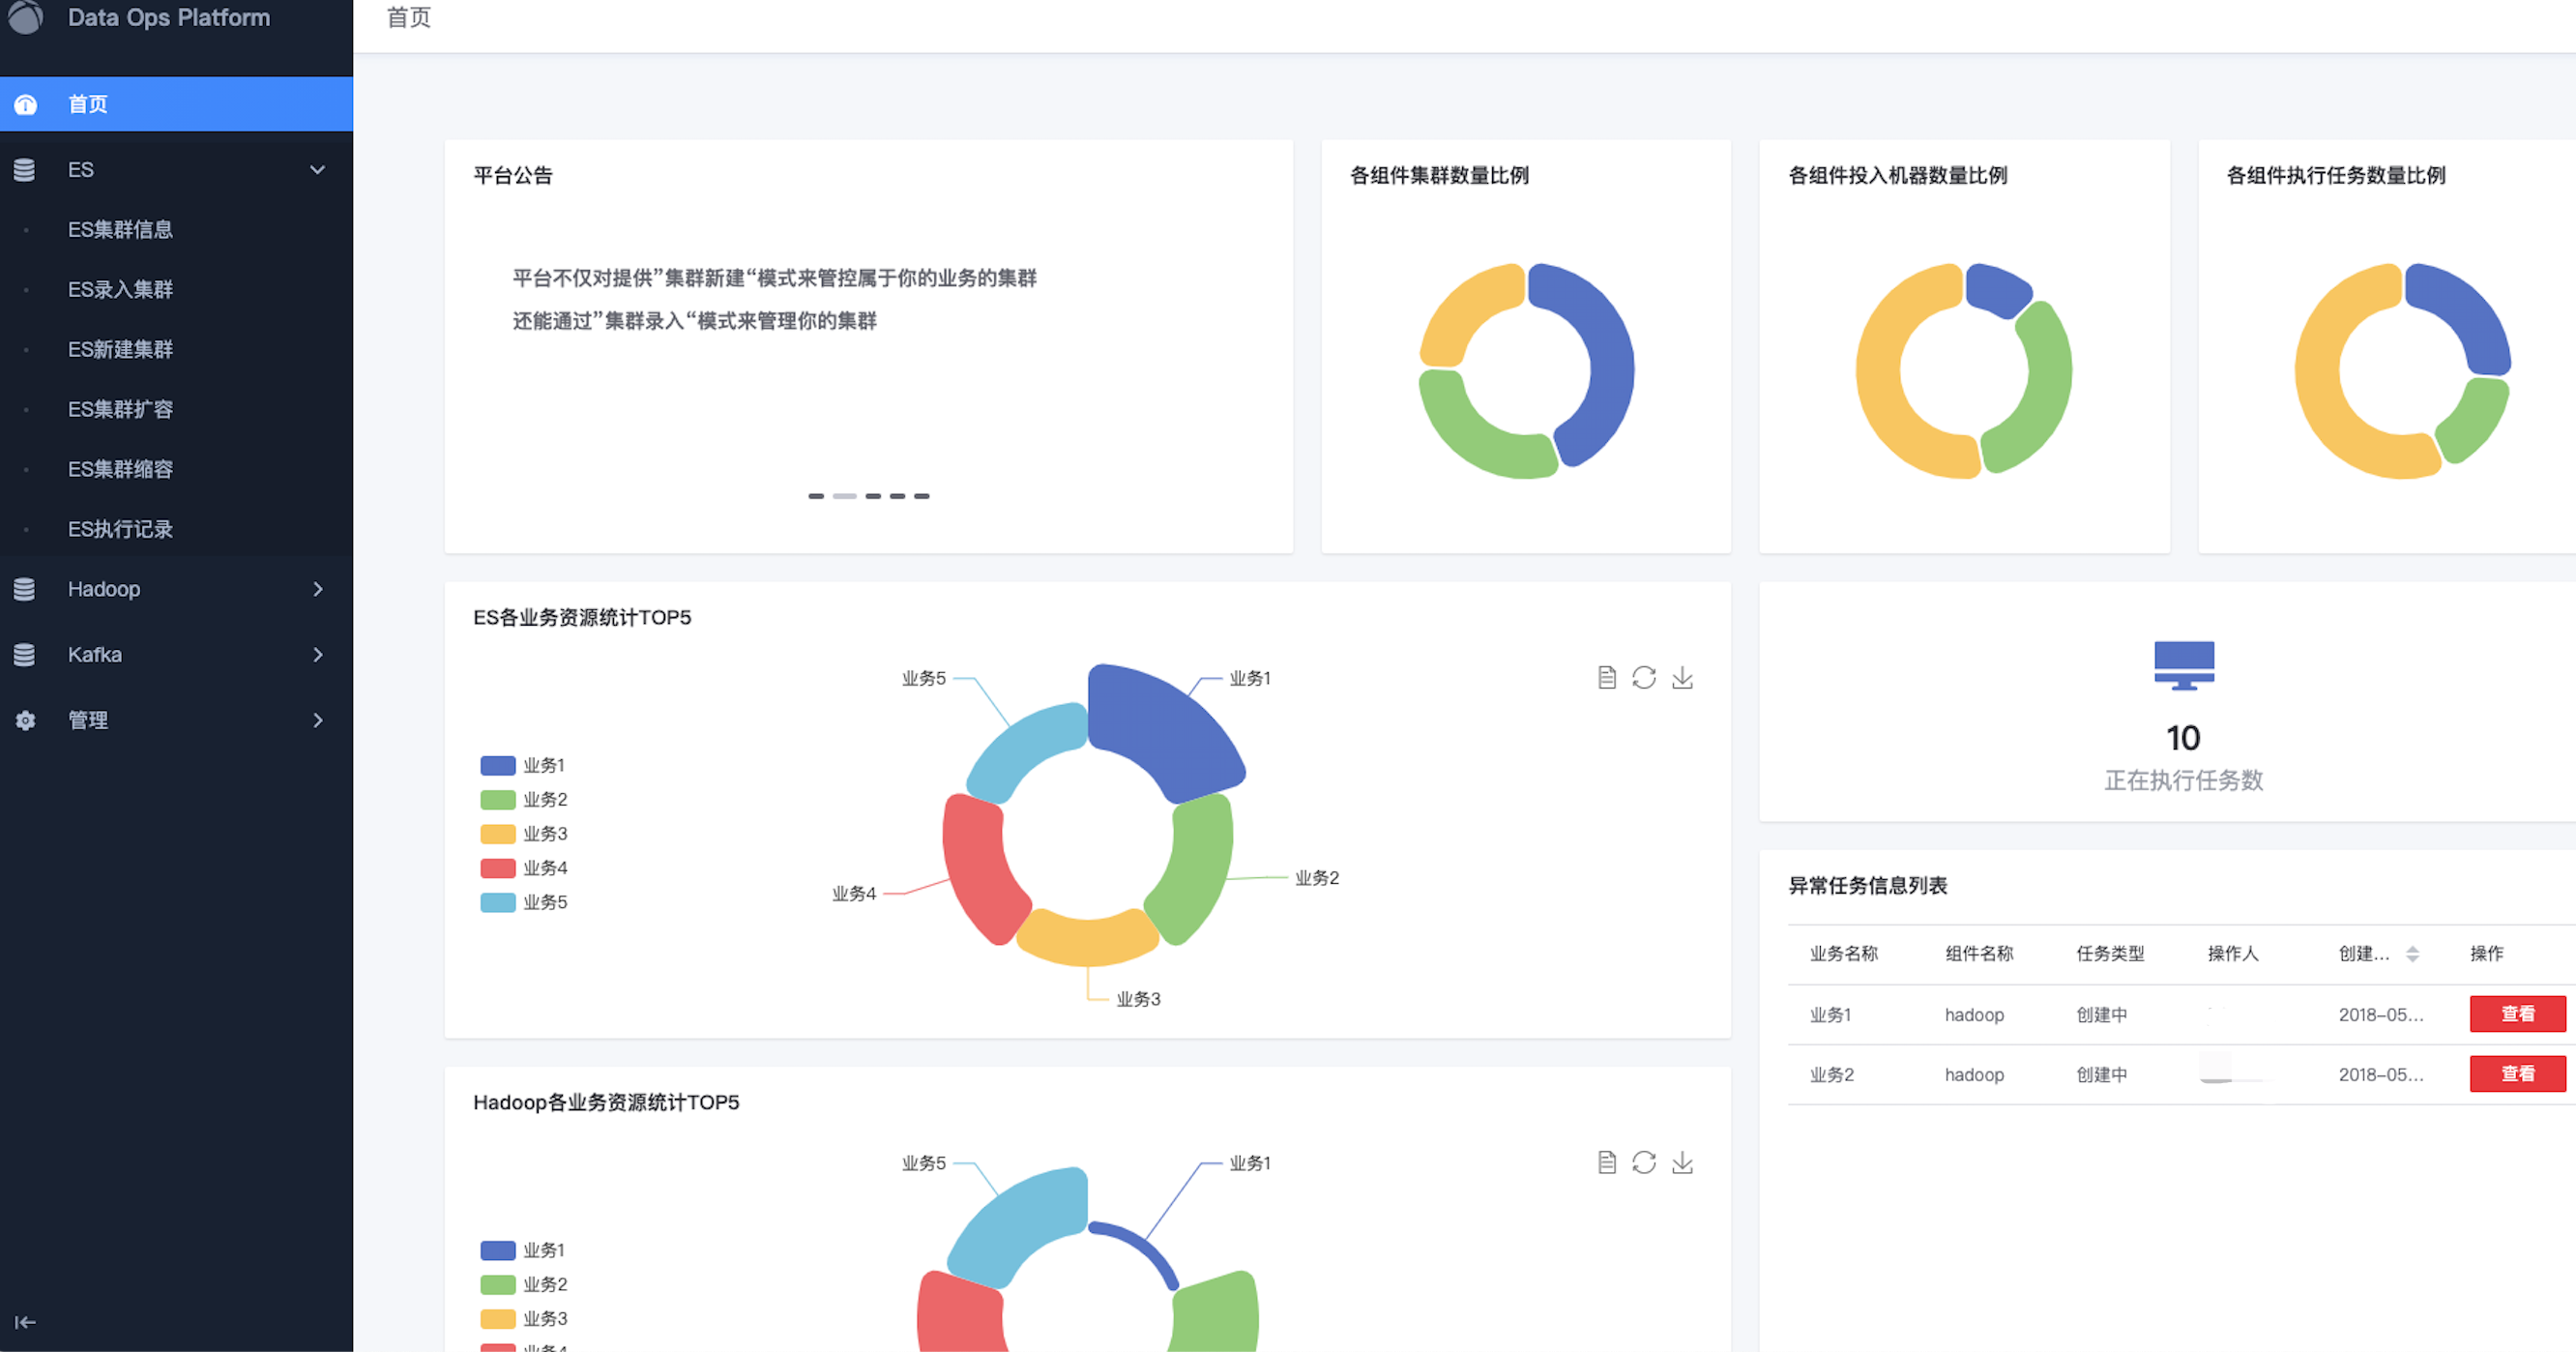 Data Ops Platform
首页
首页
ES
ES集群信息
ES录入集群
ES新建集群
ES集群扩容
ES集群缩容
ES执行记录
Hadoop
Kafka
管理
平台公告
平台不仅对提供”集群新建“模式来管控属于你的业务的集群
还能通过”集群录入“模式来管理你的集群
各组件集群数量比例
各组件投入机器数量比例
各组件执行任务数量比例
ES各业务资源统计TOP5
业务5
业务1
业务1
业务2
业务3
业务4
业务5
业务4
业务2
业务3
10
正在执行任务数
异常任务信息列表
业务名称 组件名称 任务类型 操作人 创建... 操作
业务1 hadoop 创建中 2018-05... 查看
业务2 hadoop 创建中 2018-05... 查看
Hadoop各业务资源统计TOP5
业务5
业务1
业务1
业务2
业务3